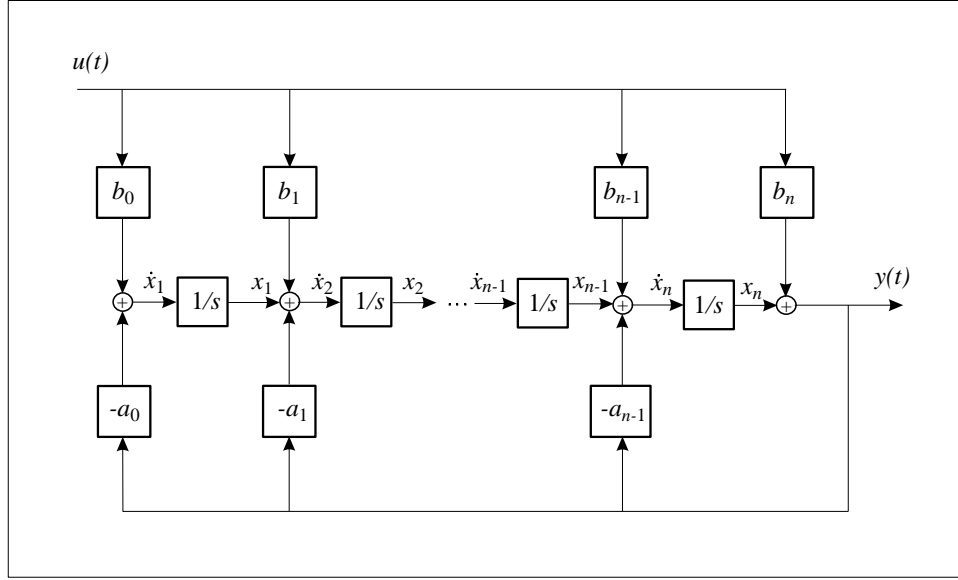 u(t)
b₀ b₁ bₙ₋₁ bₙ
ẋ₁ 1/s x₁ + ẋ₂ 1/s x₂ ... ẋₙ₋₁ 1/s xₙ₋₁ + ẋₙ 1/s xₙ + y(t)
+
-a₀ -a₁ -aₙ₋₁